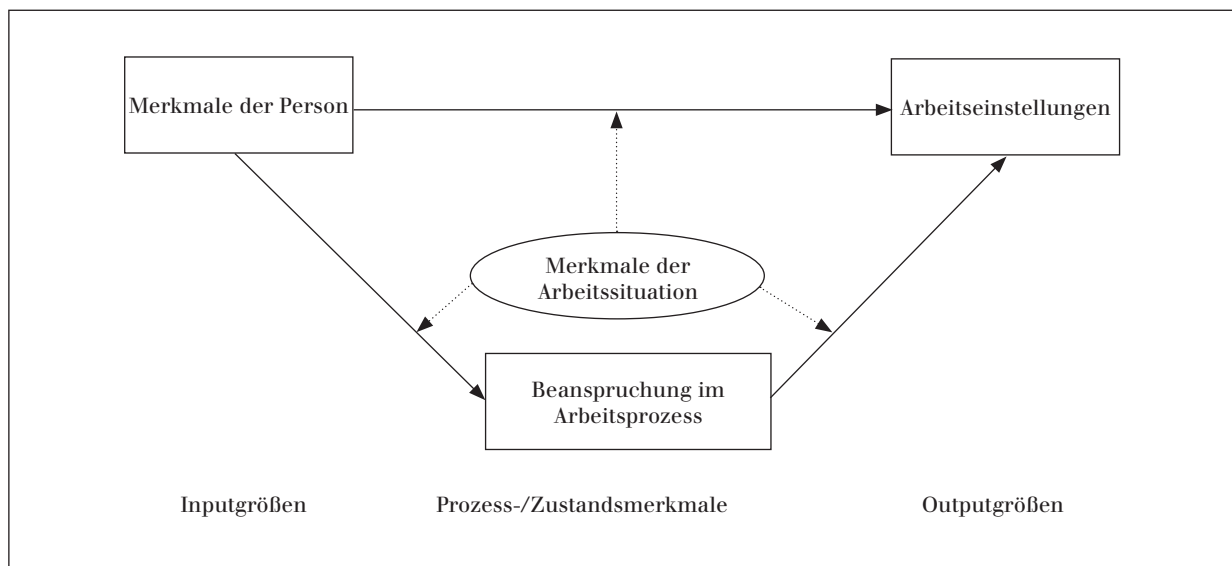 Merkmale der Person
Arbeitseinstellungen
Merkmale der
Arbeitssituation
Beanspruchung im
Arbeitsprozess
Inputgrößen
Prozess-/Zustandsmerkmale
Outputgrößen